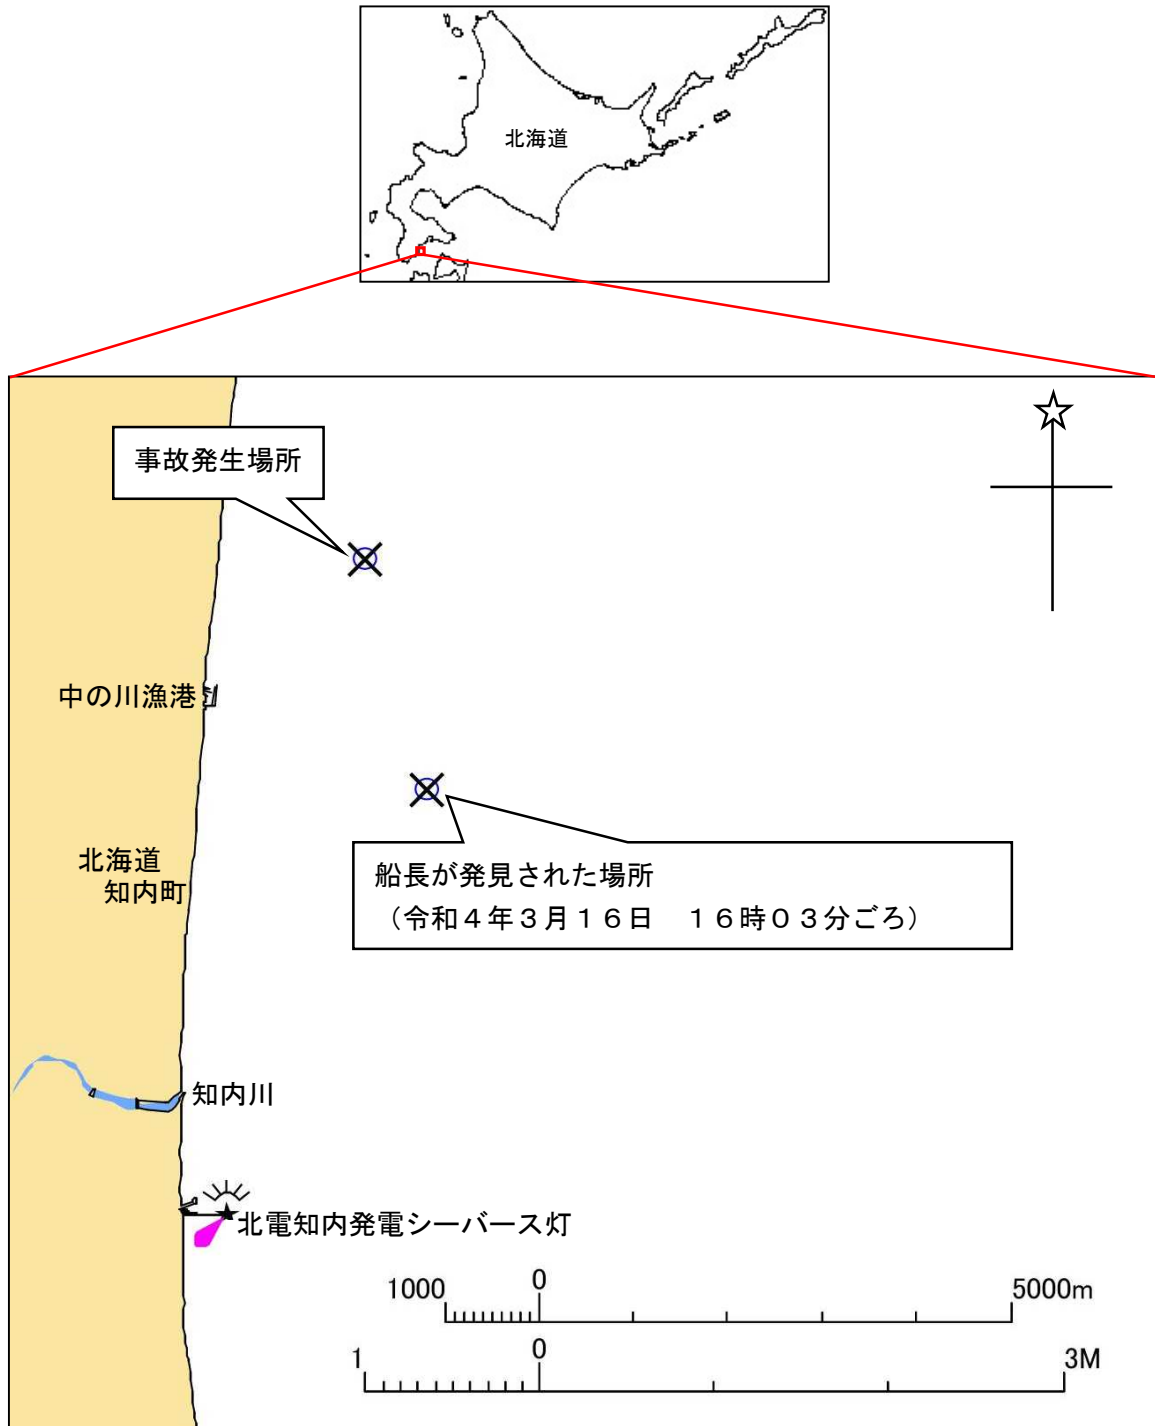 北海道
事故発生場所
中の川漁港
船長が発見された場所
（令和４年３月１６日　１６時０３分ごろ）
北海道
知内町
知内川
北電知内発電シーバース灯
1000 0 5000m
1 0 3M